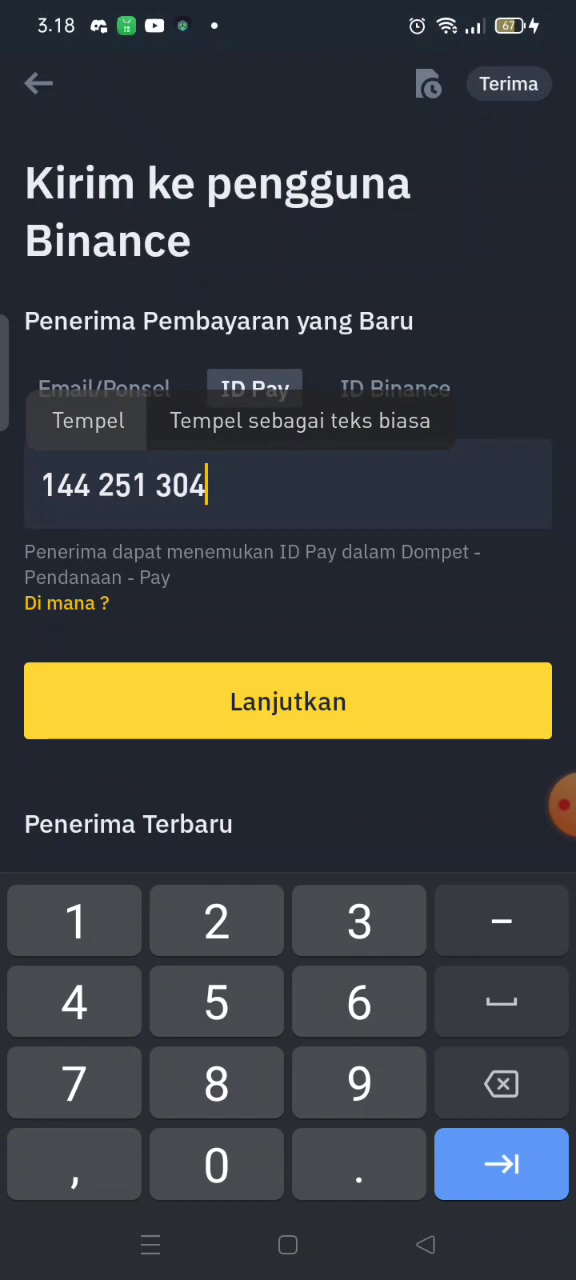 3.18
67
Terima
Kirim ke pengguna
Binance
Penerima Pembayaran yang Baru
Email/Ponsel ID Pay ID Binance
Tempel Tempel sebagai teks biasa
144 251 304
Penerima dapat menemukan ID Pay dalam Dompet -
Pendanaan - Pay
Di mana ?
Lanjutkan
Penerima Terbaru
1 2 3 −
4 5 6
7 8 9
, 0 .